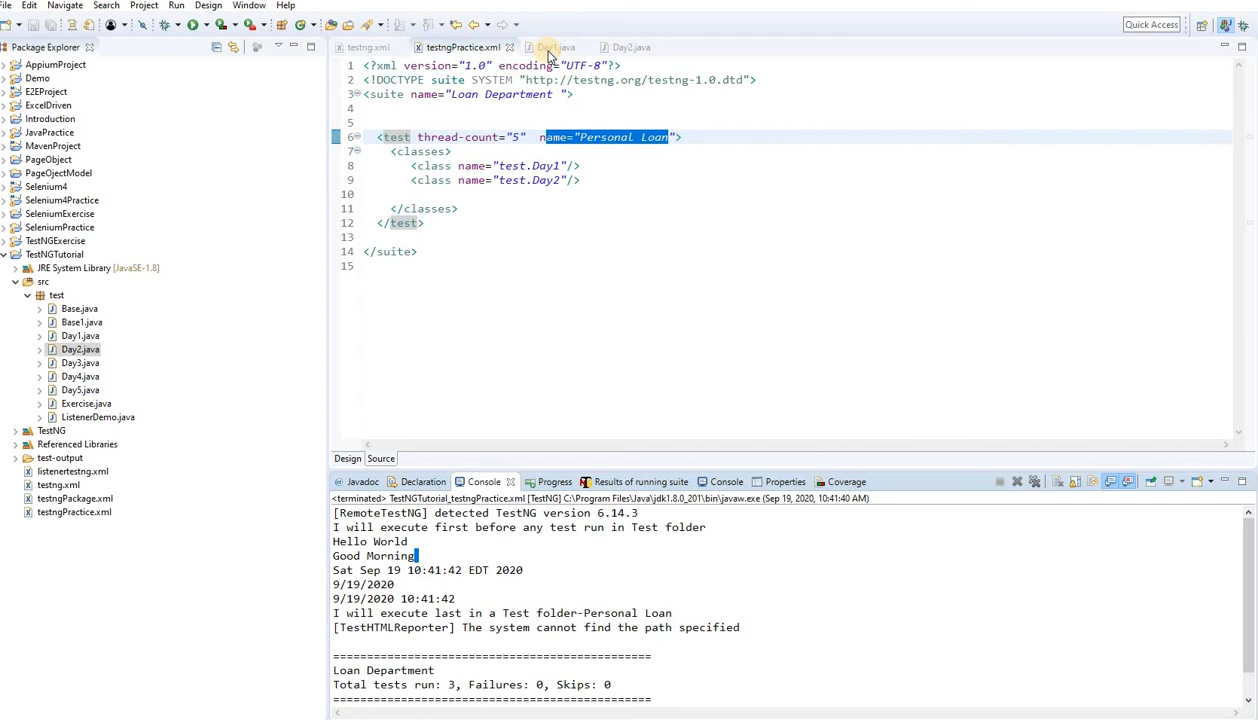 File Edit Navigate Search Project Run Design Window Help
Quick Access
Package Explorer
testng.xml testngPractice.xml Day1.java Day2.java
AppiumProject
Demo
E2EProject
ExcelDriven
Introduction
JavaPractice
MavenProject
PageObject
PageOjectModel
Selenium4
Selenium4Practice
SeleniumExercise
SeleniumPractice
TestNGExercise
TestNGTutorial
JRE System Library [JavaSE-1.8]
src
test
Base.java
Base1.java
Day1.java
Day2.java
Day3.java
Day4.java
Day5.java
Exercise.java
ListenerDemo.java
TestNG
Referenced Libraries
test-output
listenertestng.xml
testng.xml
testngPackage.xml
testngPractice.xml
1 <?xml version="1.0" encoding="UTF-8"?>
2 <!DOCTYPE suite SYSTEM "http://testng.org/testng-1.0.dtd">
3 <suite name="Loan Department ">
4
5
6 <test thread-count="5"  name="Personal Loan">
7 <classes>
8 <class name="test.Day1"/>
9 <class name="test.Day2"/>
10
11 </classes>
12 </test>
13
14 </suite>
15
Design Source
Javadoc Declaration Console Progress Results of running suite Console Properties Coverage
<terminated> TestNGTutorial_testngPractice.xml [TestNG] C:\Program Files\Java\jdk1.8.0_201\bin\javaw.exe (Sep 19, 2020, 10:41:40 AM)
[RemoteTestNG] detected TestNG version 6.14.3
I will execute first before any test run in Test folder
Hello World
Good Morning
Sat Sep 19 10:41:42 EDT 2020
9/19/2020
9/19/2020 10:41:42
I will execute last in a Test folder-Personal Loan
[TestHTMLReporter] The system cannot find the path specified
===============================================
Loan Department
Total tests run: 3, Failures: 0, Skips: 0
===============================================